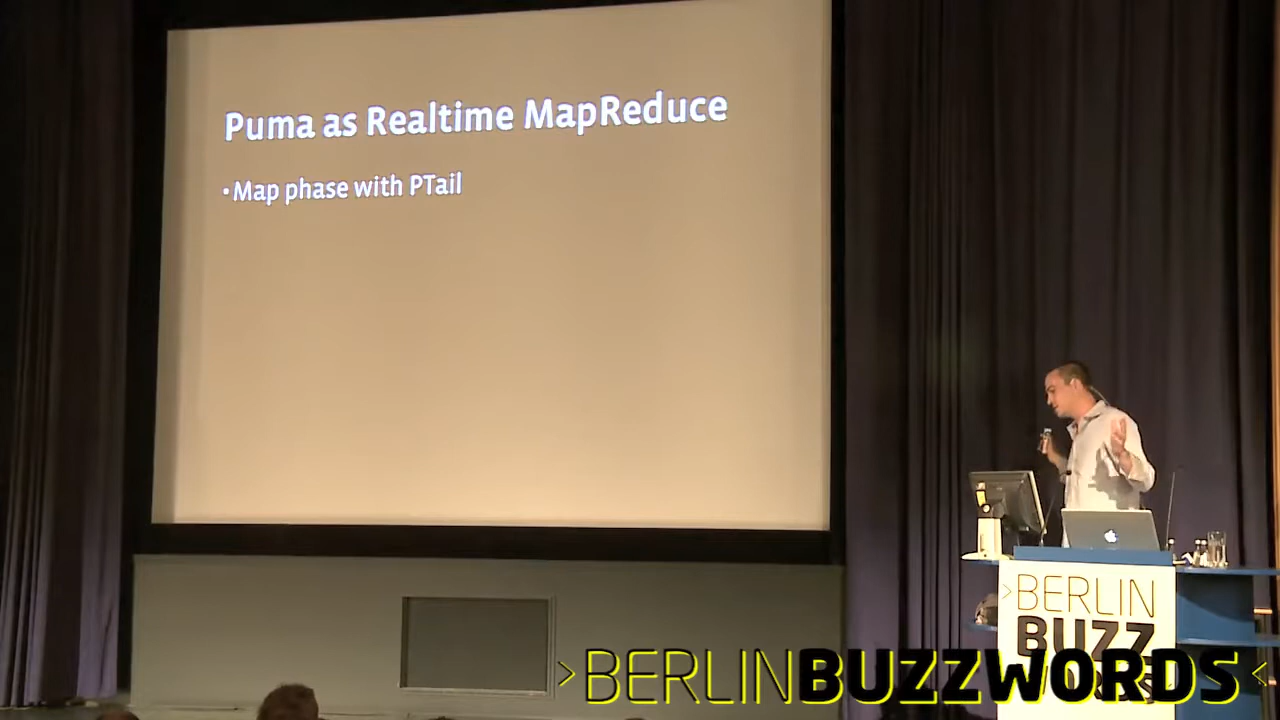 Puma as Realtime MapReduce
• Map phase with PTail
>BERLIN
BUZZ
>BERLINBUZZWORDS<